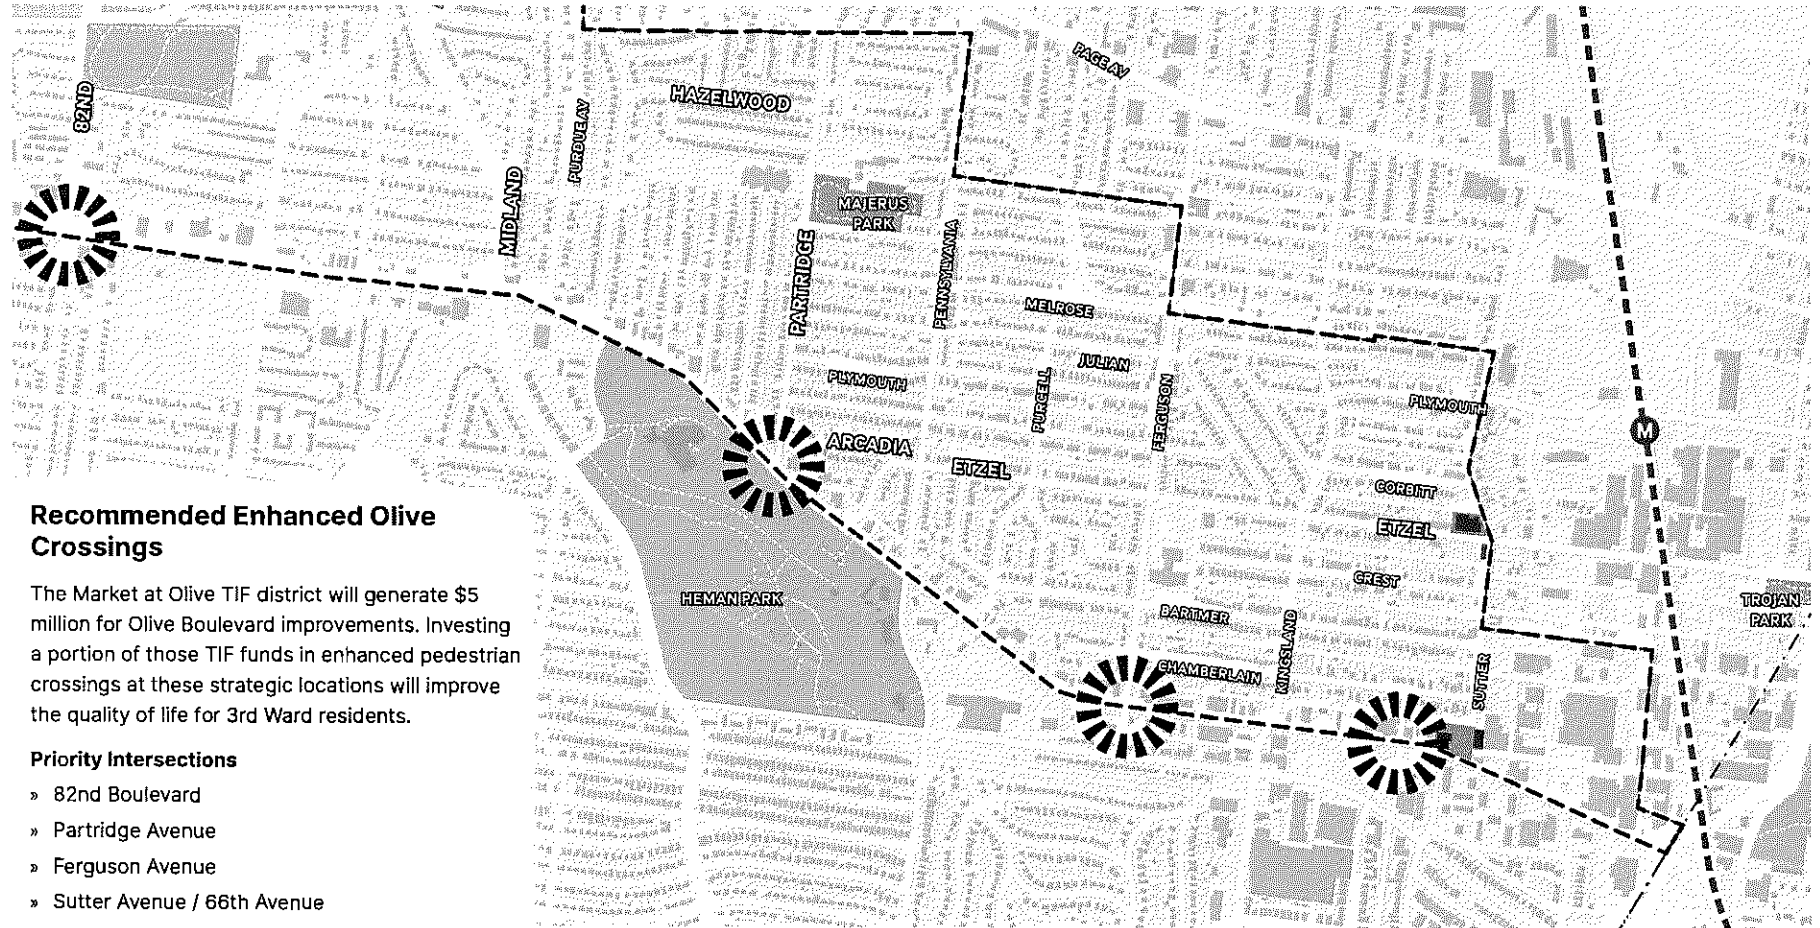 PAGE AV
82ND
HAZELWOOD
PURDUE AV
MIDLAND
MAJERUS
PARK
PARTRIDGE
PENNSYLVANIA
MELROSE
JULIAN
PLYMOUTH
PURCELL
FERGUSON
PLYMOUTH
M
ARCADIA
ETZEL
CORBITT
ETZEL
CREST
HEMAN PARK
BARTMER
KINGSLAND
CHAMBERLAIN
SUTTER
TROJAN
PARK
Recommended Enhanced Olive
Crossings
The Market at Olive TIF district will generate $5
million for Olive Boulevard improvements. Investing
a portion of those TIF funds in enhanced pedestrian
crossings at these strategic locations will improve
the quality of life for 3rd Ward residents.
Priority Intersections
» 82nd Boulevard
» Partridge Avenue
» Ferguson Avenue
» Sutter Avenue / 66th Avenue